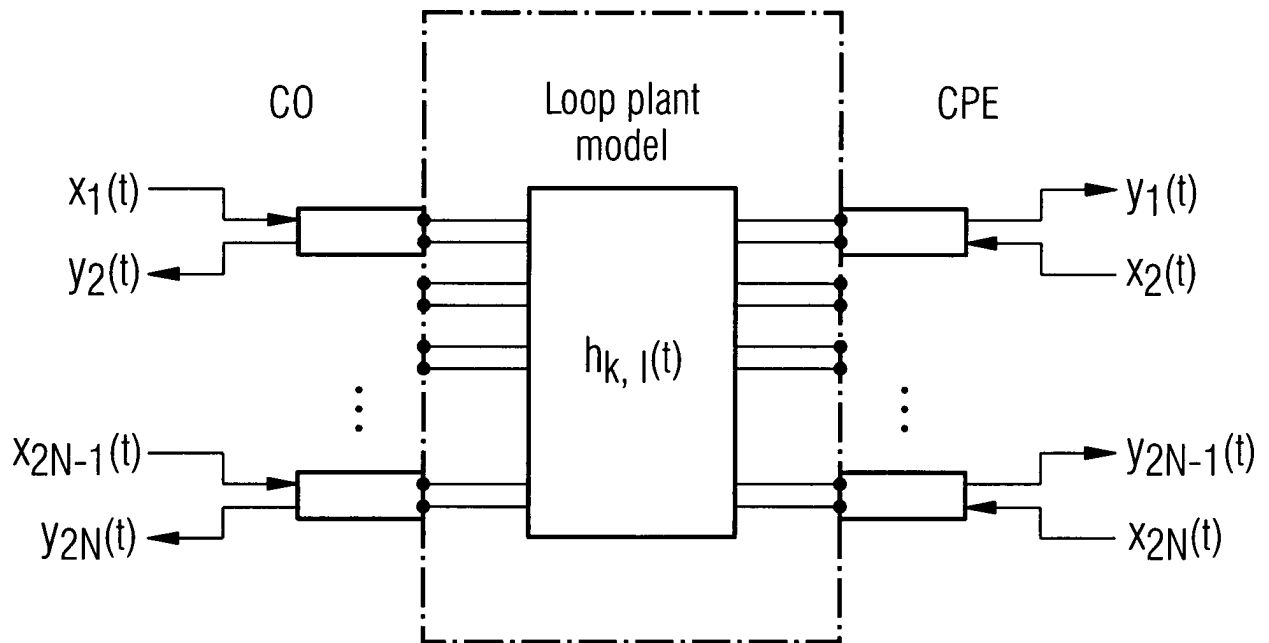 CO
Loop plant
model
CPE
x1(t)
y2(t)
y1(t)
x2(t)
hk, l(t)
⋮
⋮
x2N-1(t)
y2N(t)
y2N-1(t)
x2N(t)